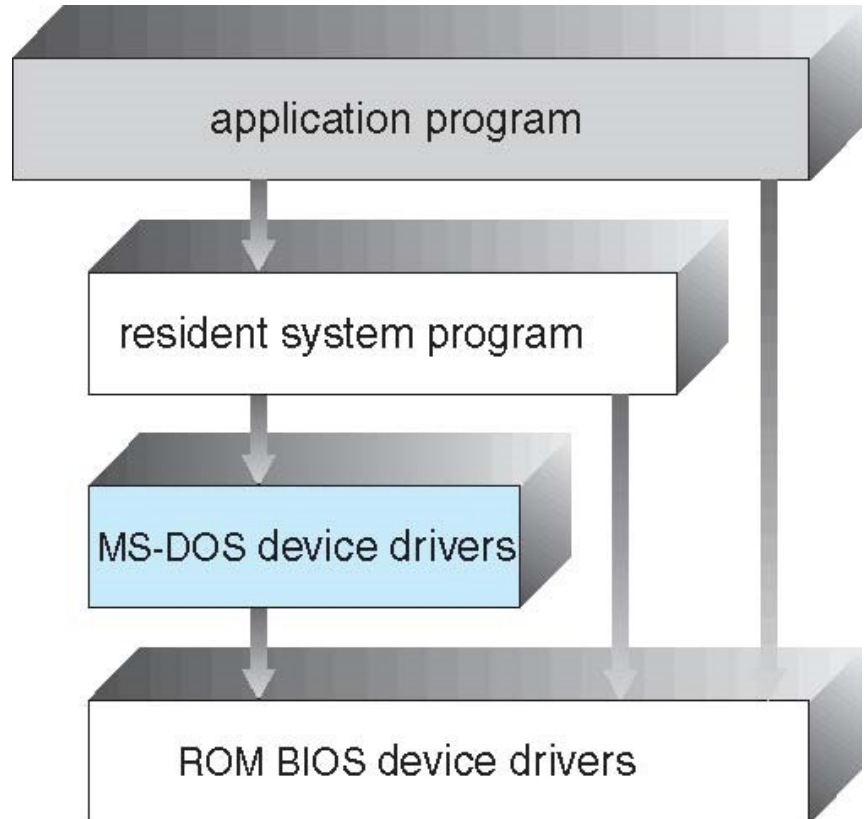 application program
resident system program
MS-DOS device drivers
ROM BIOS device drivers